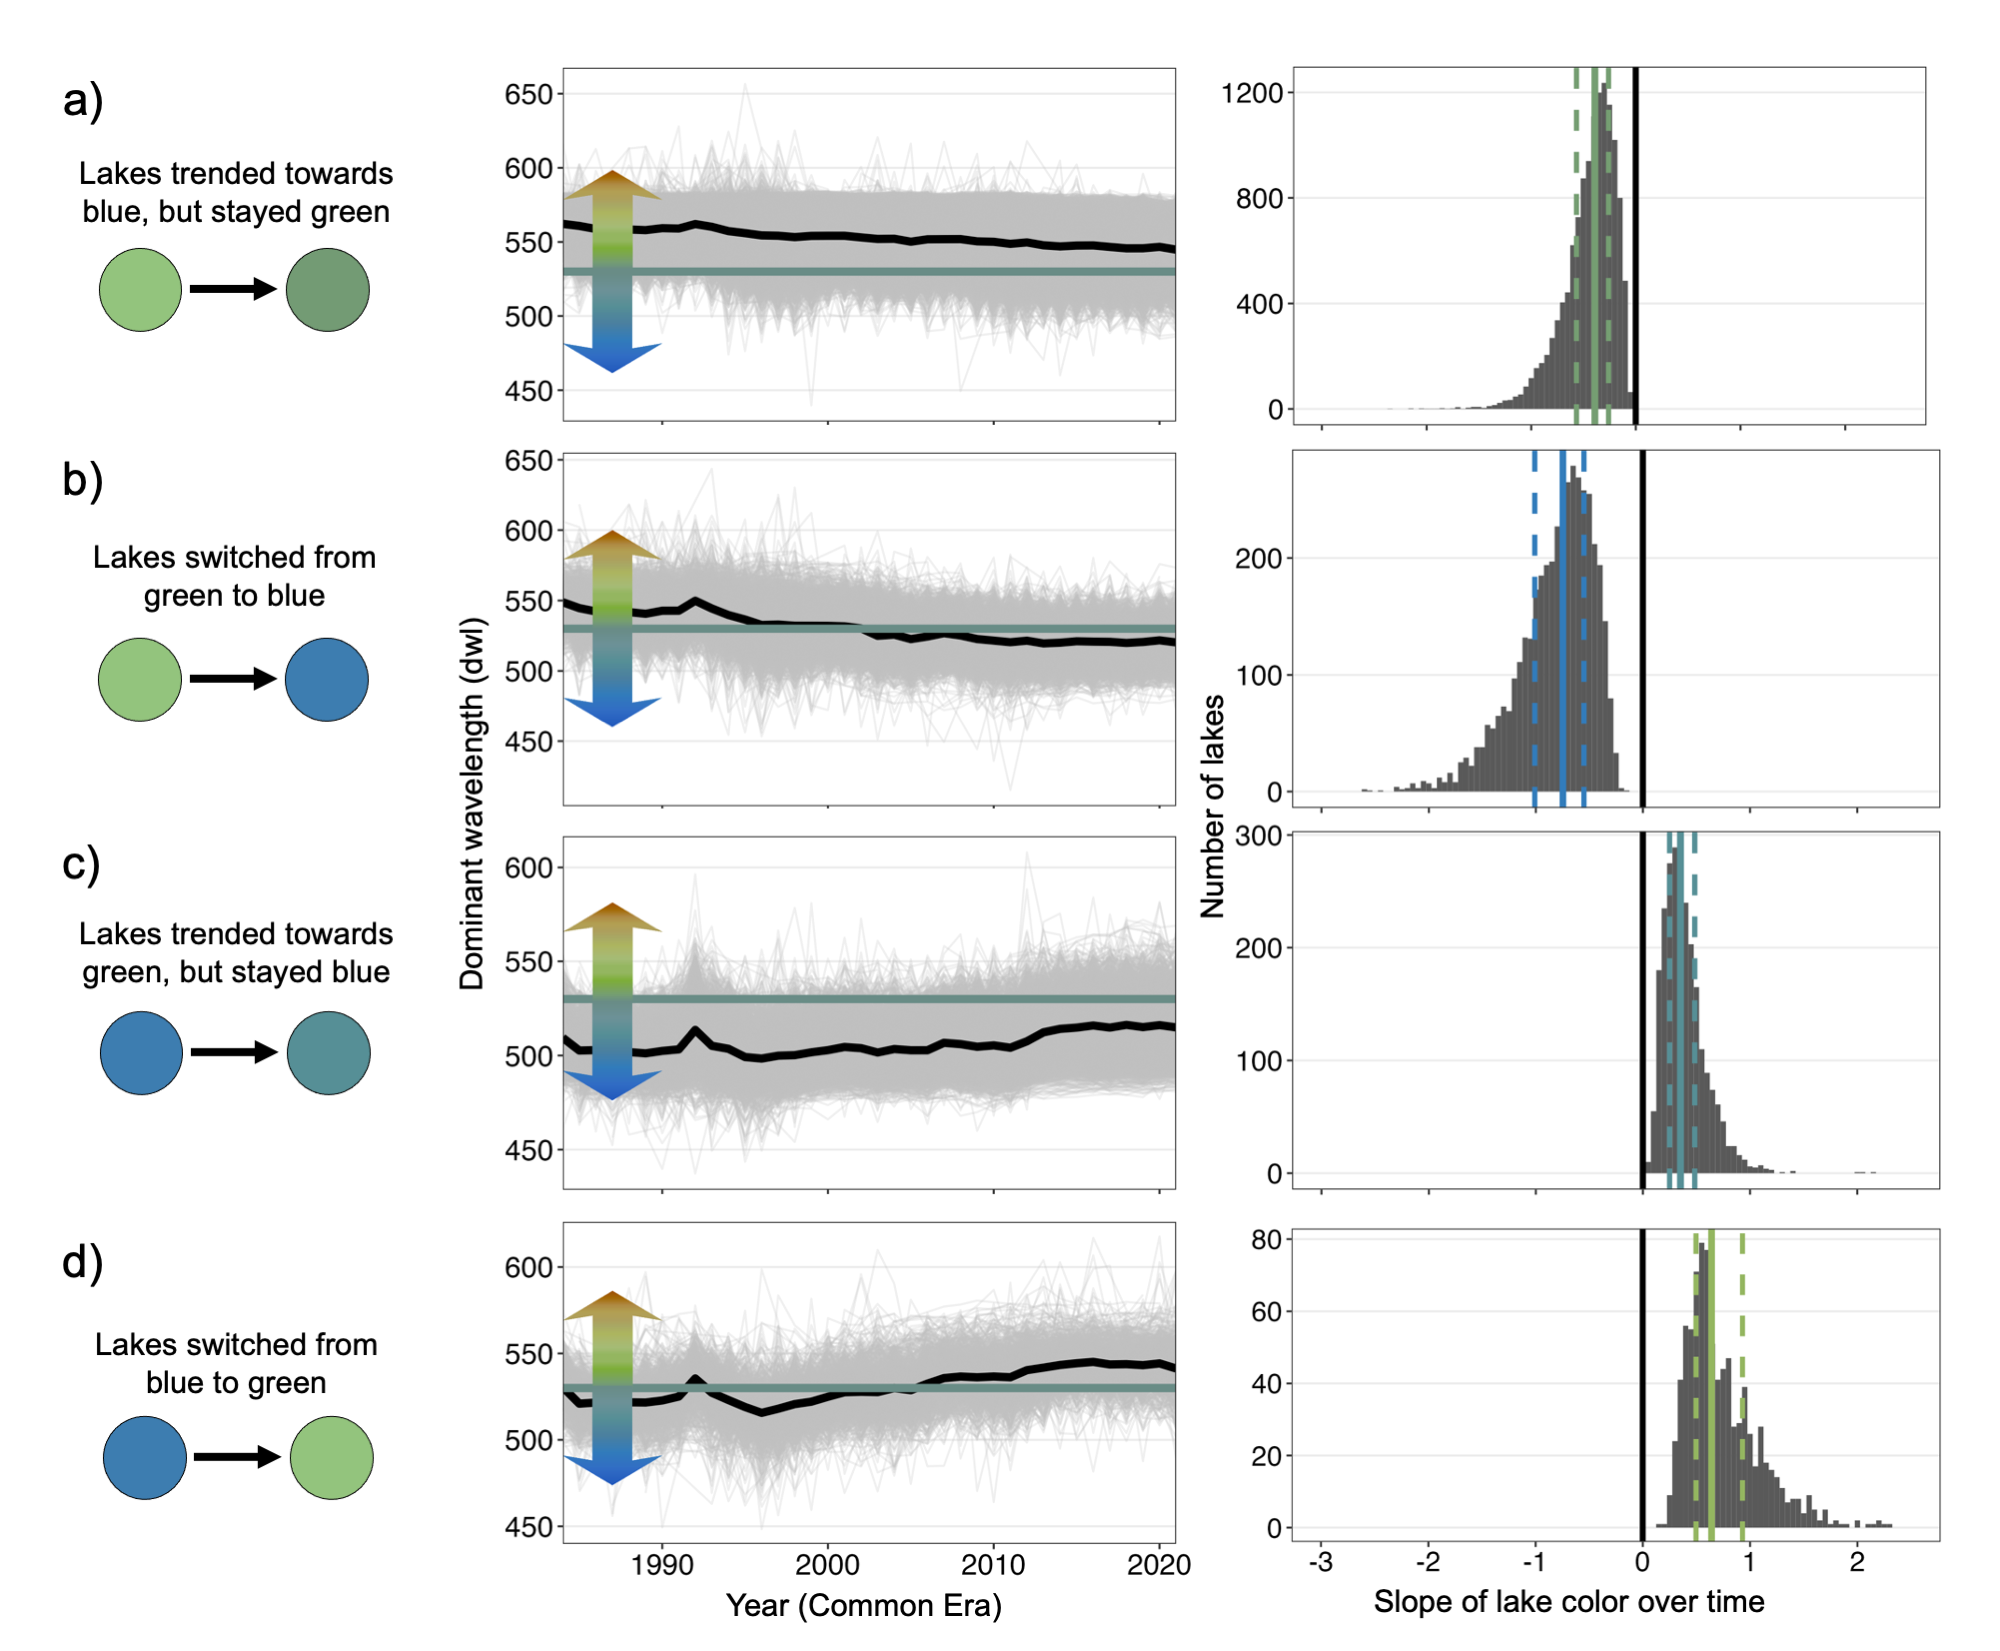 a)
Lakes trended towards
blue, but stayed green
650
600
550
500
450
1200
800
400
0
b)
Lakes switched from
green to blue
650
600
550
500
450
200
100
0
Dominant wavelength (dwl)
Number of lakes
c)
Lakes trended towards
green, but stayed blue
600
550
500
450
300
200
100
0
d)
Lakes switched from
blue to green
600
550
500
450
1990 2000 2010 2020
Year (Common Era)
80
60
40
20
0
-3 -2 -1 0 1 2
Slope of lake color over time